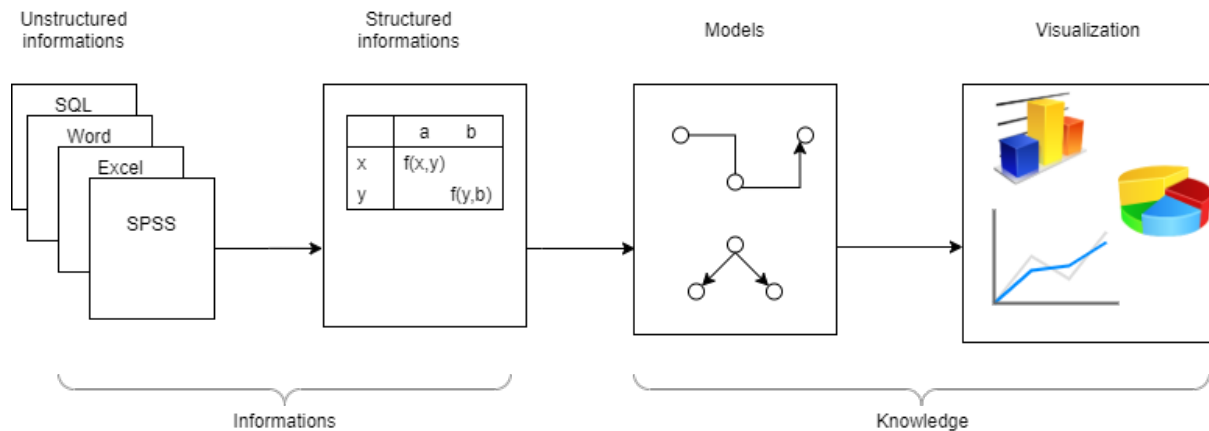 Unstructured
informations
Structured
informations
Models
Visualization
SQL
Word
Excel
SPSS
a b
x f(x,y)
y f(y,b)
Informations
Knowledge